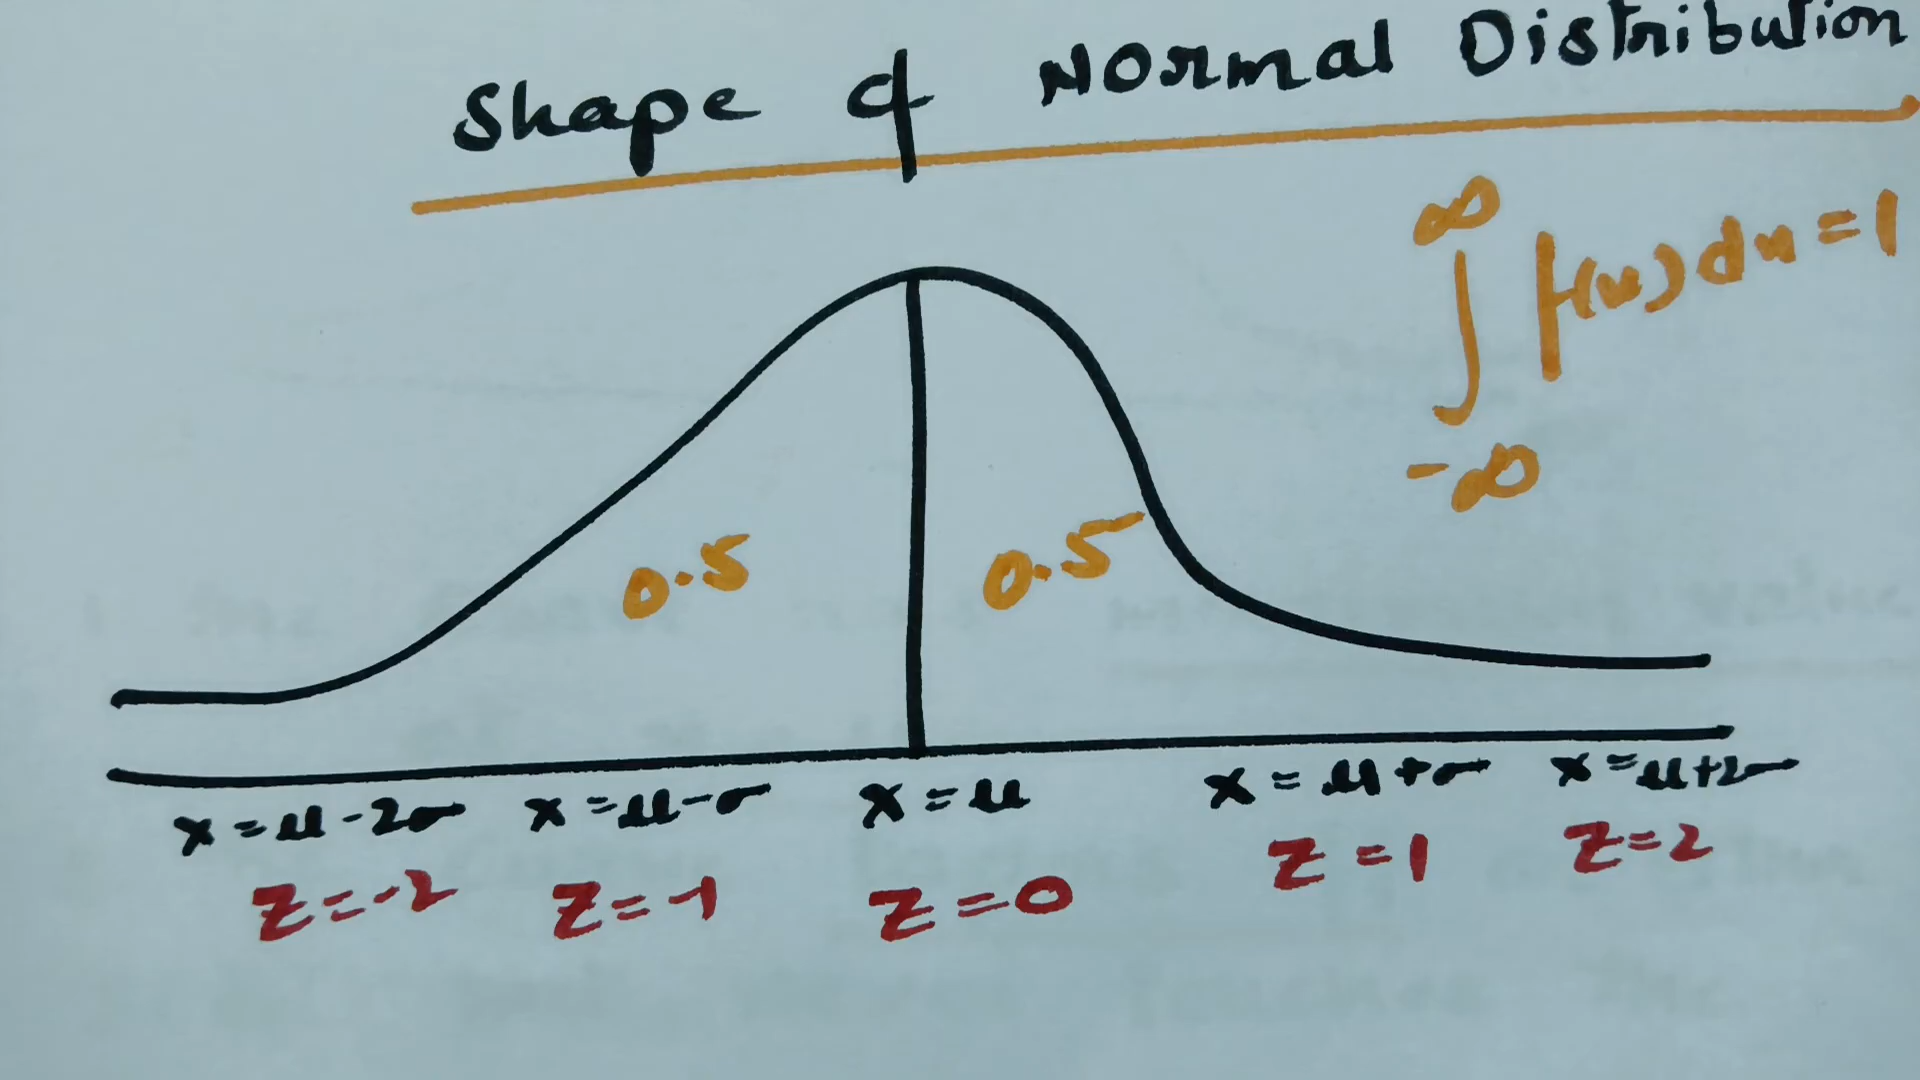 Shape of Normal Distribution
∞
∫ f(x) dx = 1
-∞
0.5 0.5
x = μ - 2σ x = μ - σ x = μ x = μ + σ x = μ + 2σ
Z = -2 Z = -1 Z = 0 Z = 1 Z = 2